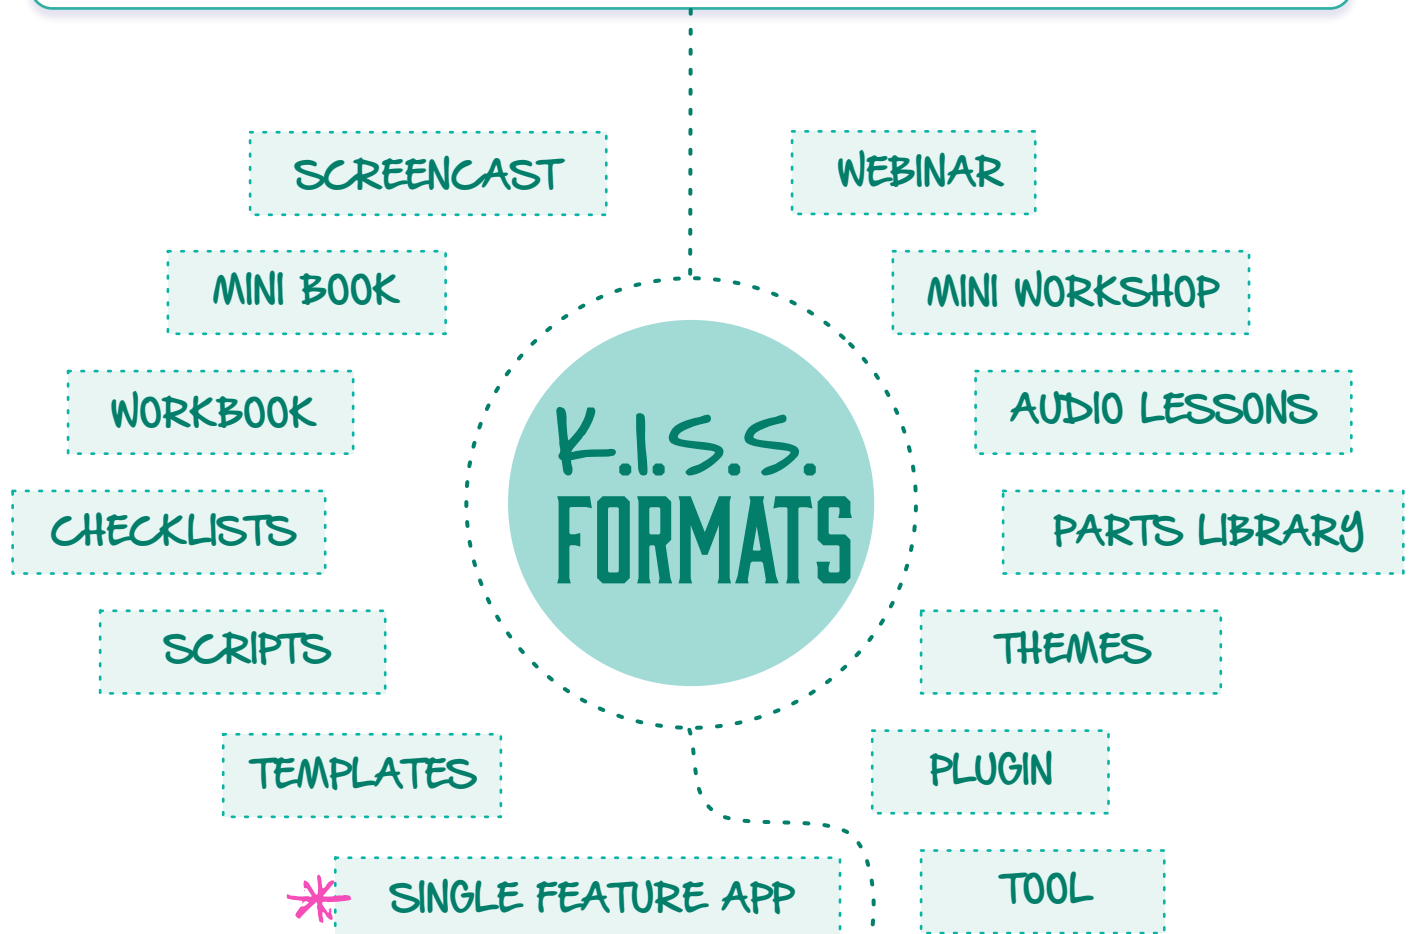 SCREENCAST
WEBINAR
MINI BOOK
MINI WORKSHOP
WORKBOOK
AUDIO LESSONS
K.I.S.S.
FORMATS
CHECKLISTS
PARTS LIBRARY
SCRIPTS
THEMES
TEMPLATES
PLUGIN
SINGLE FEATURE APP
TOOL